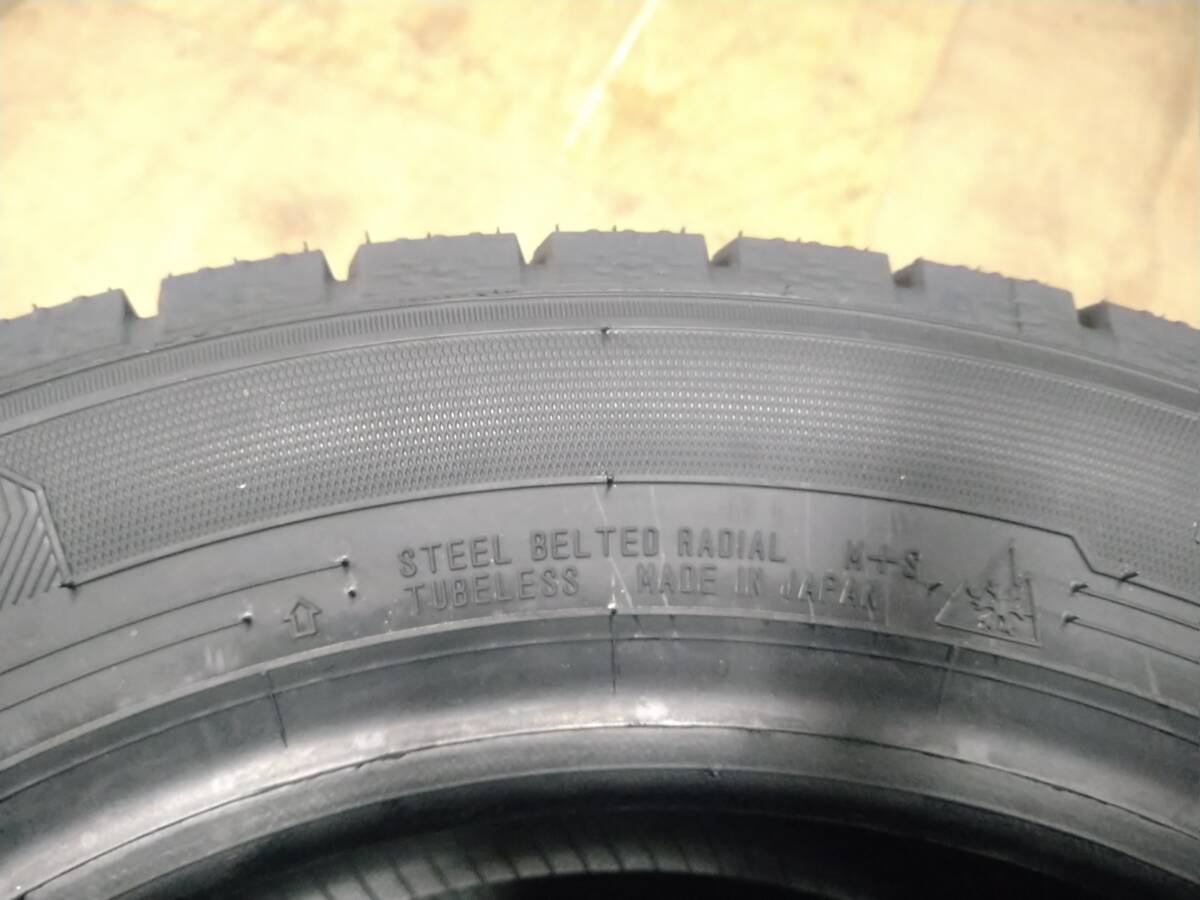 STEEL BELTED RADIAL M+S
TUBELESS MADE IN JAPAN